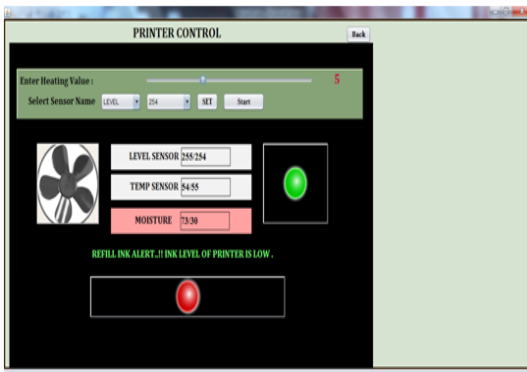 PRINTER CONTROL
Back
Enter Heating Value :
5
Select Sensor Name LEVEL 254 SET Start
LEVEL SENSOR 255/254
TEMP SENSOR 54/55
MOISTURE 73/30
REFILL INK ALERT..!! INK LEVEL OF PRINTER IS LOW .